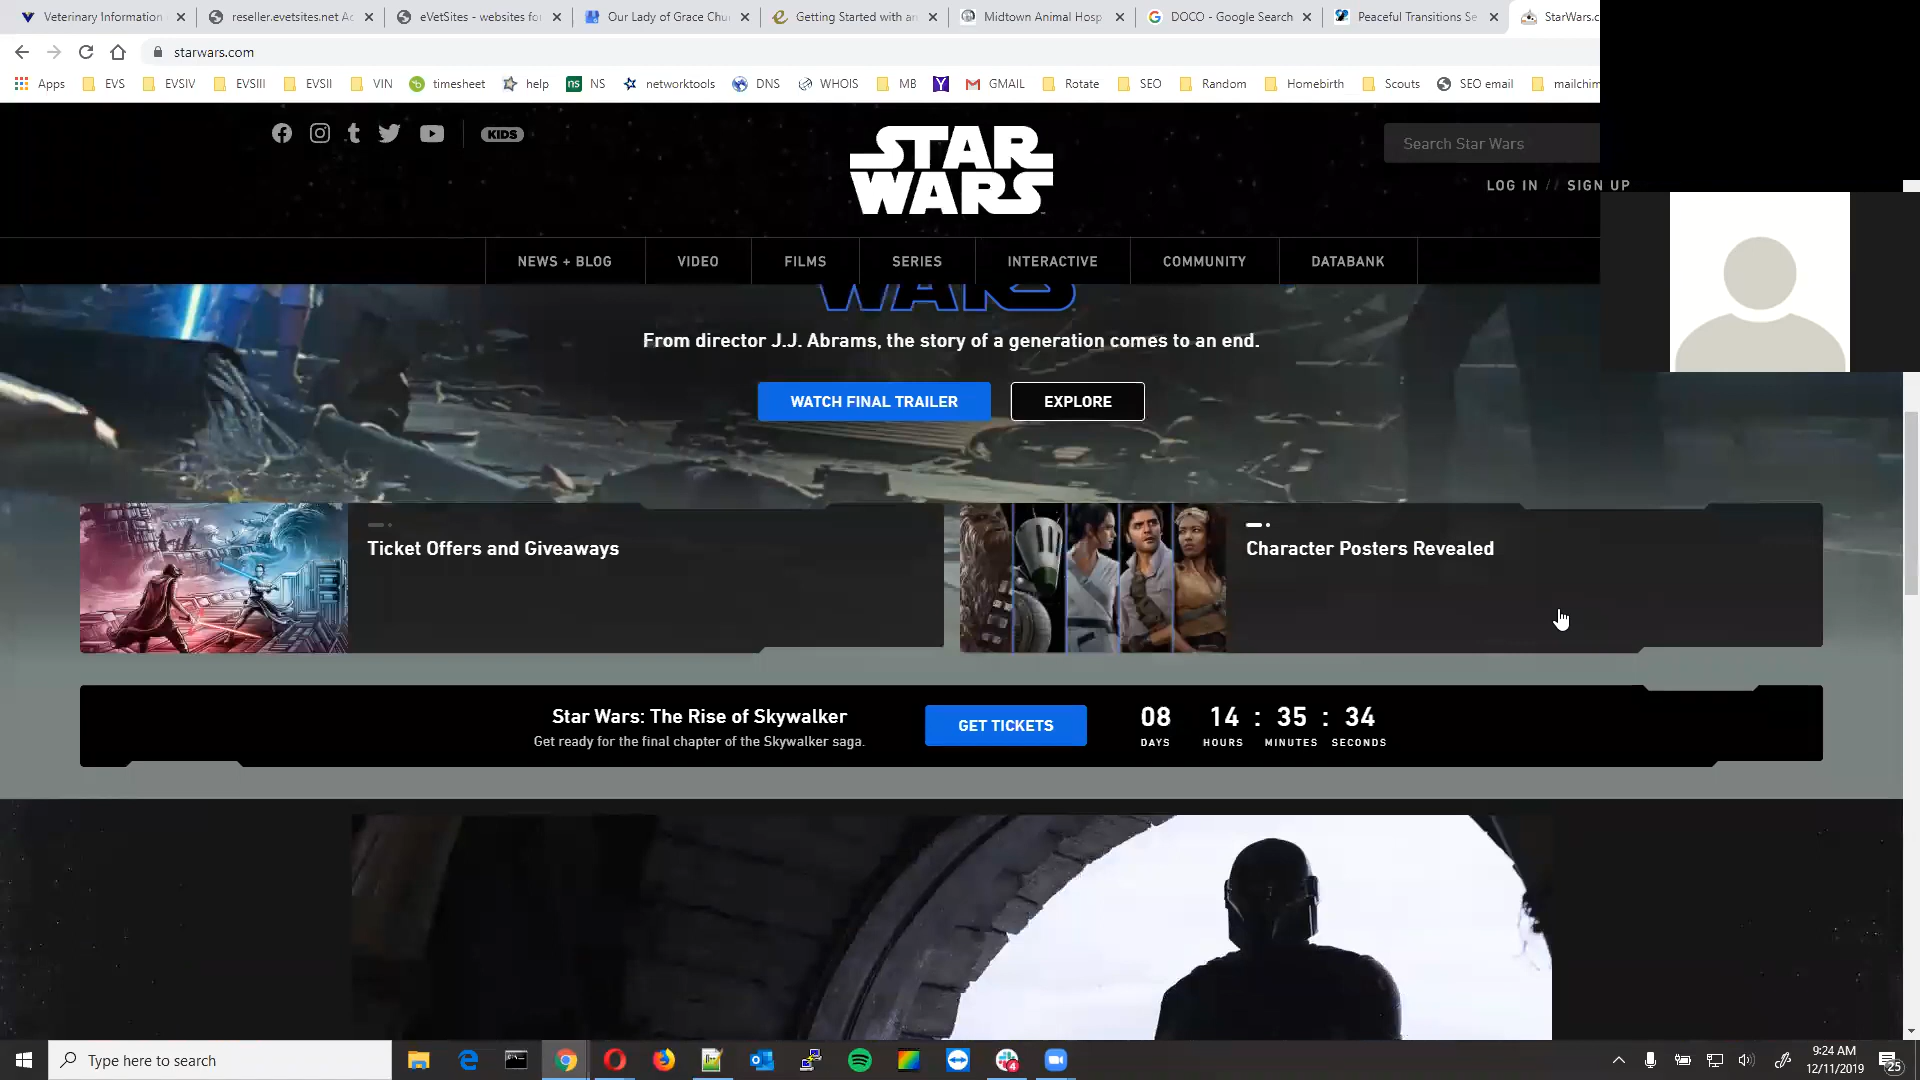 Veterinary Information
reseller.evetsites.net Ac
eVetSites - websites fo
Our Lady of Grace Chu
Getting Started with an
Midtown Animal Hosp
DOCO - Google Search
Peaceful Transitions Se
StarWars.c
starwars.com
Apps
EVS
EVSIV
EVSIII
EVSII
VIN
timesheet
help
ns
NS
networktools
DNS
WHOIS
MB
GMAIL
Rotate
SEO
Random
Homebirth
Scouts
SEO email
mailchim
KIDS
STAR
WARS
Search Star Wars
LOG IN // SIGN UP
NEWS + BLOG
VIDEO
FILMS
SERIES
INTERACTIVE
COMMUNITY
DATABANK
WARS
From director J.J. Abrams, the story of a generation comes to an end.
WATCH FINAL TRAILER
EXPLORE
Ticket Offers and Giveaways
Character Posters Revealed
Star Wars: The Rise of Skywalker
Get ready for the final chapter of the Skywalker saga.
GET TICKETS
08 14 : 35 : 34
DAYS HOURS MINUTES SECONDS
Type here to search
4
9:24 AM
12/11/2019
25